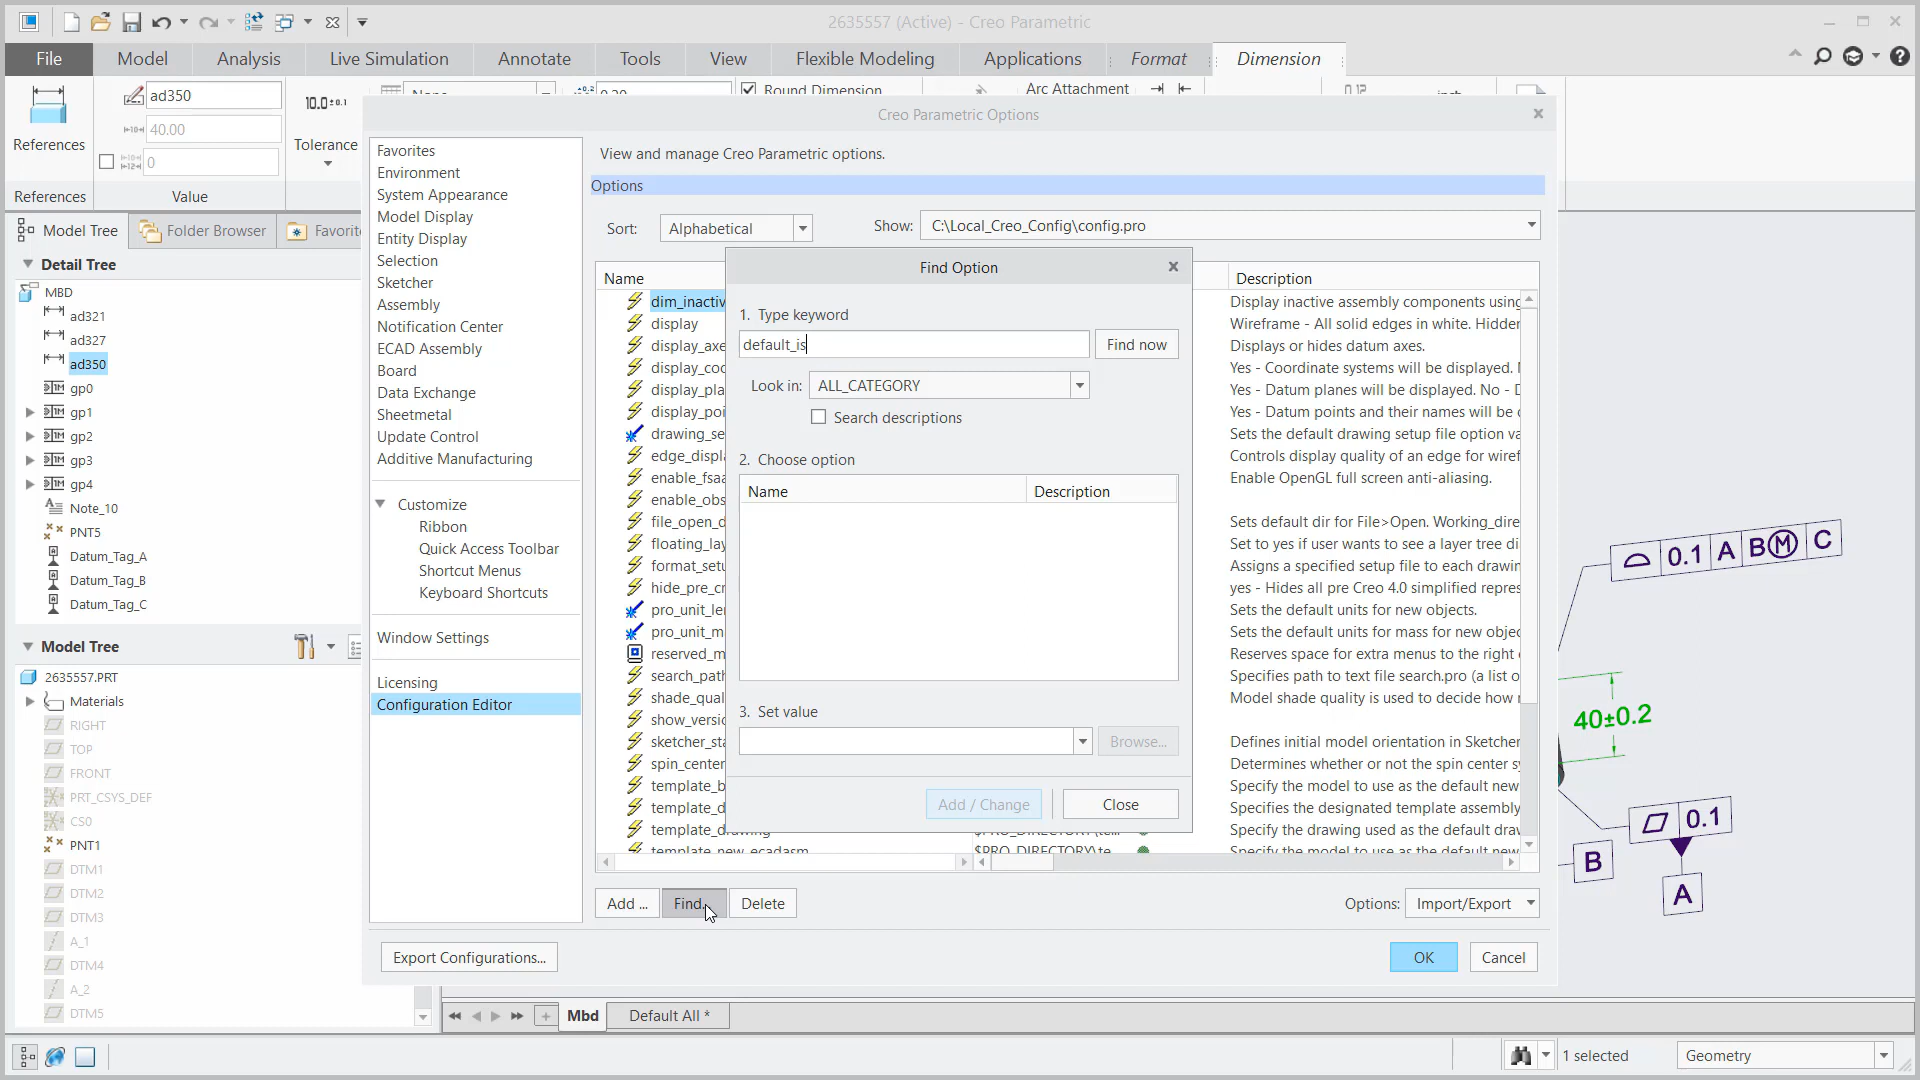 2635557 (Active) - Creo Parametric
File
Model
Analysis
Live Simulation
Annotate
Tools
View
Flexible Modeling
Applications
Format
Dimension
References
ad350
40.00
0
10.0
Tolerance
Round Dimension
Arc Attachment
References
Value
Creo Parametric Options
Model Tree
Folder Browser
Favorit
Detail Tree
MBD
ad321
ad327
ad350
gp0
gp1
gp2
gp3
gp4
Note_10
PNT5
Datum_Tag_A
Datum_Tag_B
Datum_Tag_C
Model Tree
2635557.PRT
Materials
RIGHT
TOP
FRONT
PRT_CSYS_DEF
CS0
PNT1
DTM1
DTM2
DTM3
A_1
DTM4
A_2
DTM5
Favorites
Environment
System Appearance
Model Display
Entity Display
Selection
Sketcher
Assembly
Notification Center
ECAD Assembly
Board
Data Exchange
Sheetmetal
Update Control
Additive Manufacturing
Customize
Ribbon
Quick Access Toolbar
Shortcut Menus
Keyboard Shortcuts
Window Settings
Licensing
Configuration Editor
View and manage Creo Parametric options.
Options
Sort: Alphabetical
Show: C:\Local_Creo_Config\config.pro
Name
Description
dim_inactiv
display
display_axe
display_coo
display_pla
display_poi
drawing_se
edge_displa
enable_fsaa
enable_obs
file_open_d
floating_lay
format_setu
hide_pre_cr
pro_unit_le
pro_unit_m
reserved_m
search_path
shade_qual
show_versio
sketcher_sta
spin_center
template_b
template_d
template_drawing
template_new_ecadasm
$PRO_DIRECTORY\te...
$PRO_DIRECTORY\te...
Display inactive assembly components using
Wireframe - All solid edges in white. Hidden
Displays or hides datum axes.
Yes - Coordinate systems will be displayed.
Yes - Datum planes will be displayed. No - D
Yes - Datum points and their names will be
Sets the default drawing setup file option va
Controls display quality of an edge for wiref
Enable OpenGL full screen anti-aliasing.
Sets default dir for File>Open. Working_dire
Set to yes if user wants to see a layer tree di
Assigns a specified setup file to each drawin
yes - Hides all pre Creo 4.0 simplified repres
Sets the default units for new objects.
Sets the default units for mass for new objec
Reserves space for extra menus to the right
Specifies path to text file search.pro (a list o
Model shade quality is used to decide how
Defines initial model orientation in Sketcher
Determines whether or not the spin center s
Specify the model to use as the default new
Specifies the designated template assembly
Specify the drawing used as the default drav
Specify the model to use as the default new
Find Option
1. Type keyword
default_is
Find now
Look in: ALL_CATEGORY
Search descriptions
2. Choose option
Name
Description
3. Set value
Browse...
Add / Change
Close
Add ...
Find
Delete
Options: Import/Export
Export Configurations...
OK
Cancel
0.1 A BⓂ C
40±0.2
0.1
B
A
Mbd
Default All *
1 selected
Geometry